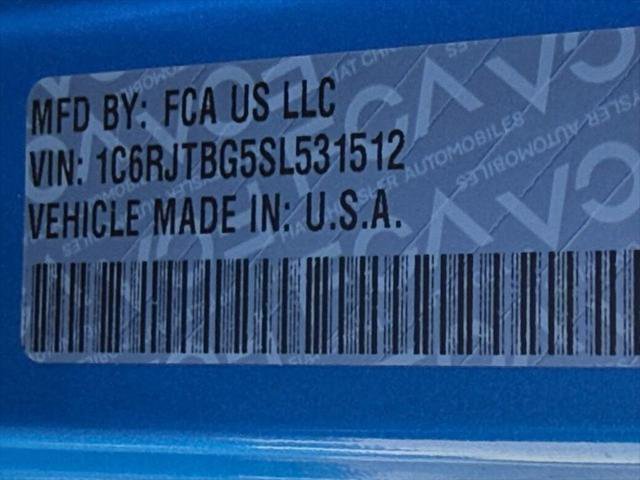 MFD BY: FCA US LLC
VIN: 1C6RJTBG5SL531512
VEHICLE MADE IN: U.S.A.